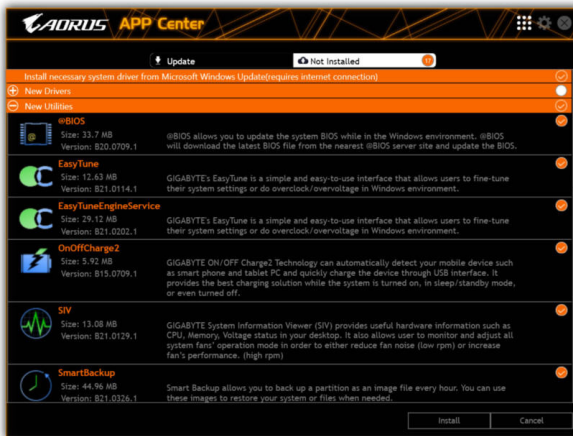 AORUS APP Center
Update
Not Installed
Install necessary system driver from Microsoft Windows Update(requires internet connection)
New Drivers
New Utilities
@BIOS
Size: 33.7 MB
Version: B20.0709.1
@BIOS allows you to update the system BIOS while in the Windows environment. @BIOS
will download the latest BIOS file from the nearest @BIOS server site and update the BIOS.
EasyTune
Size: 12.63 MB
Version: B21.0114.1
GIGABYTE's EasyTune is a simple and easy-to-use interface that allows users to fine-tune
their system settings or do overclock/overvoltage in Windows environment.
EasyTuneEngineService
Size: 29.12 MB
Version: B21.0202.1
GIGABYTE's EasyTune is a simple and easy-to-use interface that allows users to fine-tune
their system settings or do overclock/overvoltage in Windows environment.
OnOffCharge2
Size: 5.92 MB
Version: B15.0709.1
GIGABYTE ON/OFF Charge2 Technology can automatically detect your mobile device such
as smart phone and tablet PC and quickly charge the device through USB interface. It
provides the best charging solution while the system is turned on, in sleep/standby mode,
or even turned off.
SIV
Size: 13.08 MB
Version: B21.0129.1
GIGABYTE System Information Viewer (SIV) provides useful hardware information such as
CPU, Memory, Voltage status in your desktop. It also allows user to monitor and adjust all
system fans' operation mode in order to either reduce fan noise (low rpm) or increase
fan's performance. (high rpm)
SmartBackup
Size: 44.96 MB
Version: B21.0326.1
Smart Backup allows you to back up a partition as an image file every hour. You can use
these images to restore your system or files when needed.
Install
Cancel